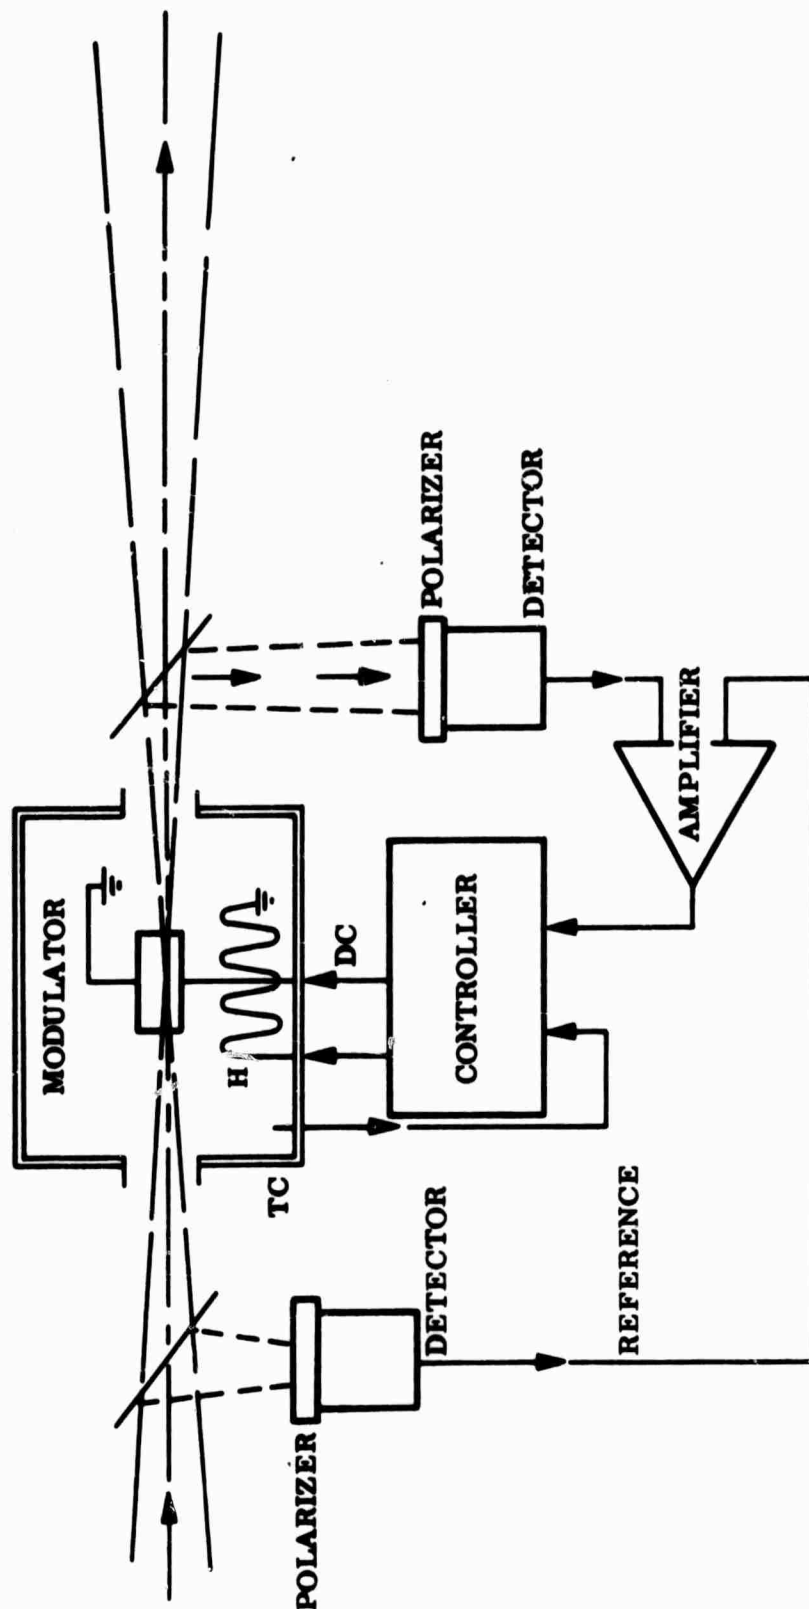 MODULATOR
H
DC
TC
CONTROLLER
POLARIZER
DETECTOR
AMPLIFIER
POLARIZER
DETECTOR
REFERENCE